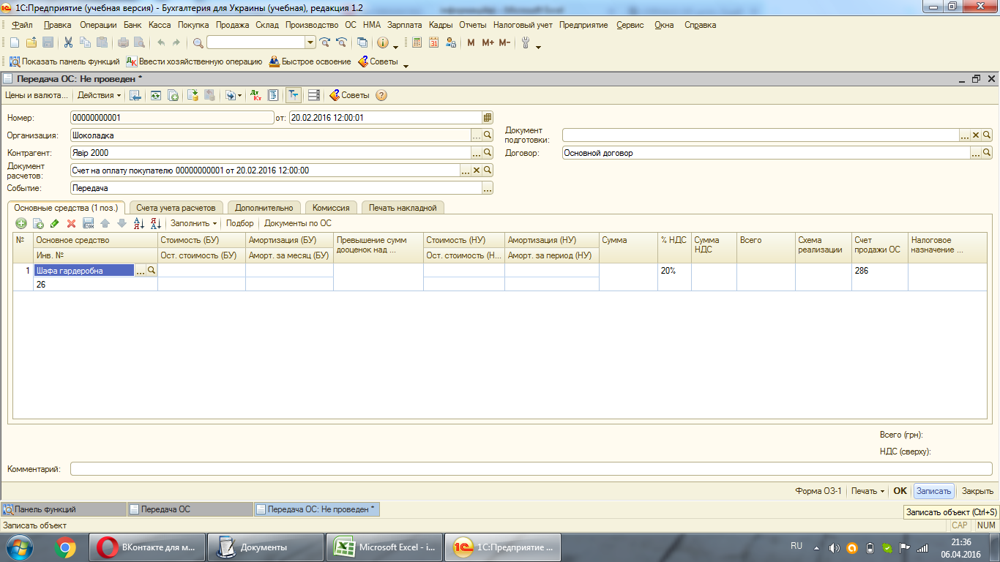 1С:Предприятие (учебная версия) - Бухгалтерия для Украины (учебная), редакция 1.2
Файл Правка Операции Банк Касса Покупка Продажа Склад Производство ОС НМА Зарплата Кадры Отчеты Налоговый учет Предприятие Сервис Окна Справка
M M+ M-
Показать панель функций Ввести хозяйственную операцию Быстрое освоение Советы
Передача ОС: Не проведен *
Цены и валюта... Действия Советы
Номер: 00000000001 от: 20.02.2016 12:00:01
Организация: Шоколадка Документ подготовки:
Контрагент: Явір 2000 Договор: Основной договор
Документ расчетов: Счет на оплату покупателю 00000000001 от 20.02.2016 12:00:00
Событие: Передача
Основные средства (1 поз.) Счета учета расчетов Дополнительно Комиссия Печать накладной
Заполнить Подбор Документы по ОС
№ Основное средство Стоимость (БУ) Амортизация (БУ) Превышение сумм дооценок над ... Стоимость (НУ) Амортизация (НУ) Сумма % НДС Сумма НДС Всего Схема реализации Счет продажи ОС Налоговое назначение ...
Инв. № Ост. стоимость (БУ) Аморт. за месяц (БУ) Ост. стоимость (Н... Аморт. за период (НУ)
1 Шафа гардеробна 20% 286
26
Всего (грн):
НДС (сверху):
Комментарий:
Форма ОЗ-1 Печать OK Записать Закрыть
Панель функций Передача ОС Передача ОС: Не проведен *
Записать объект (Ctrl+S)
Записать объект CAP NUM
ВКонтакте для м... Документы Microsoft Excel - i... 1С:Предприятие ... RU 21:36
06.04.2016